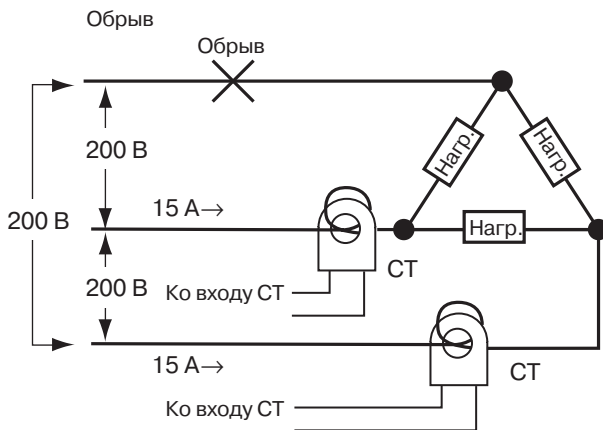 Обрыв
Обрыв
200 В
Нагр.
Нагр.
15 А→
200 В
Нагр.
200 В
Ко входу СТ
СТ
15 А→
СТ
Ко входу СТ